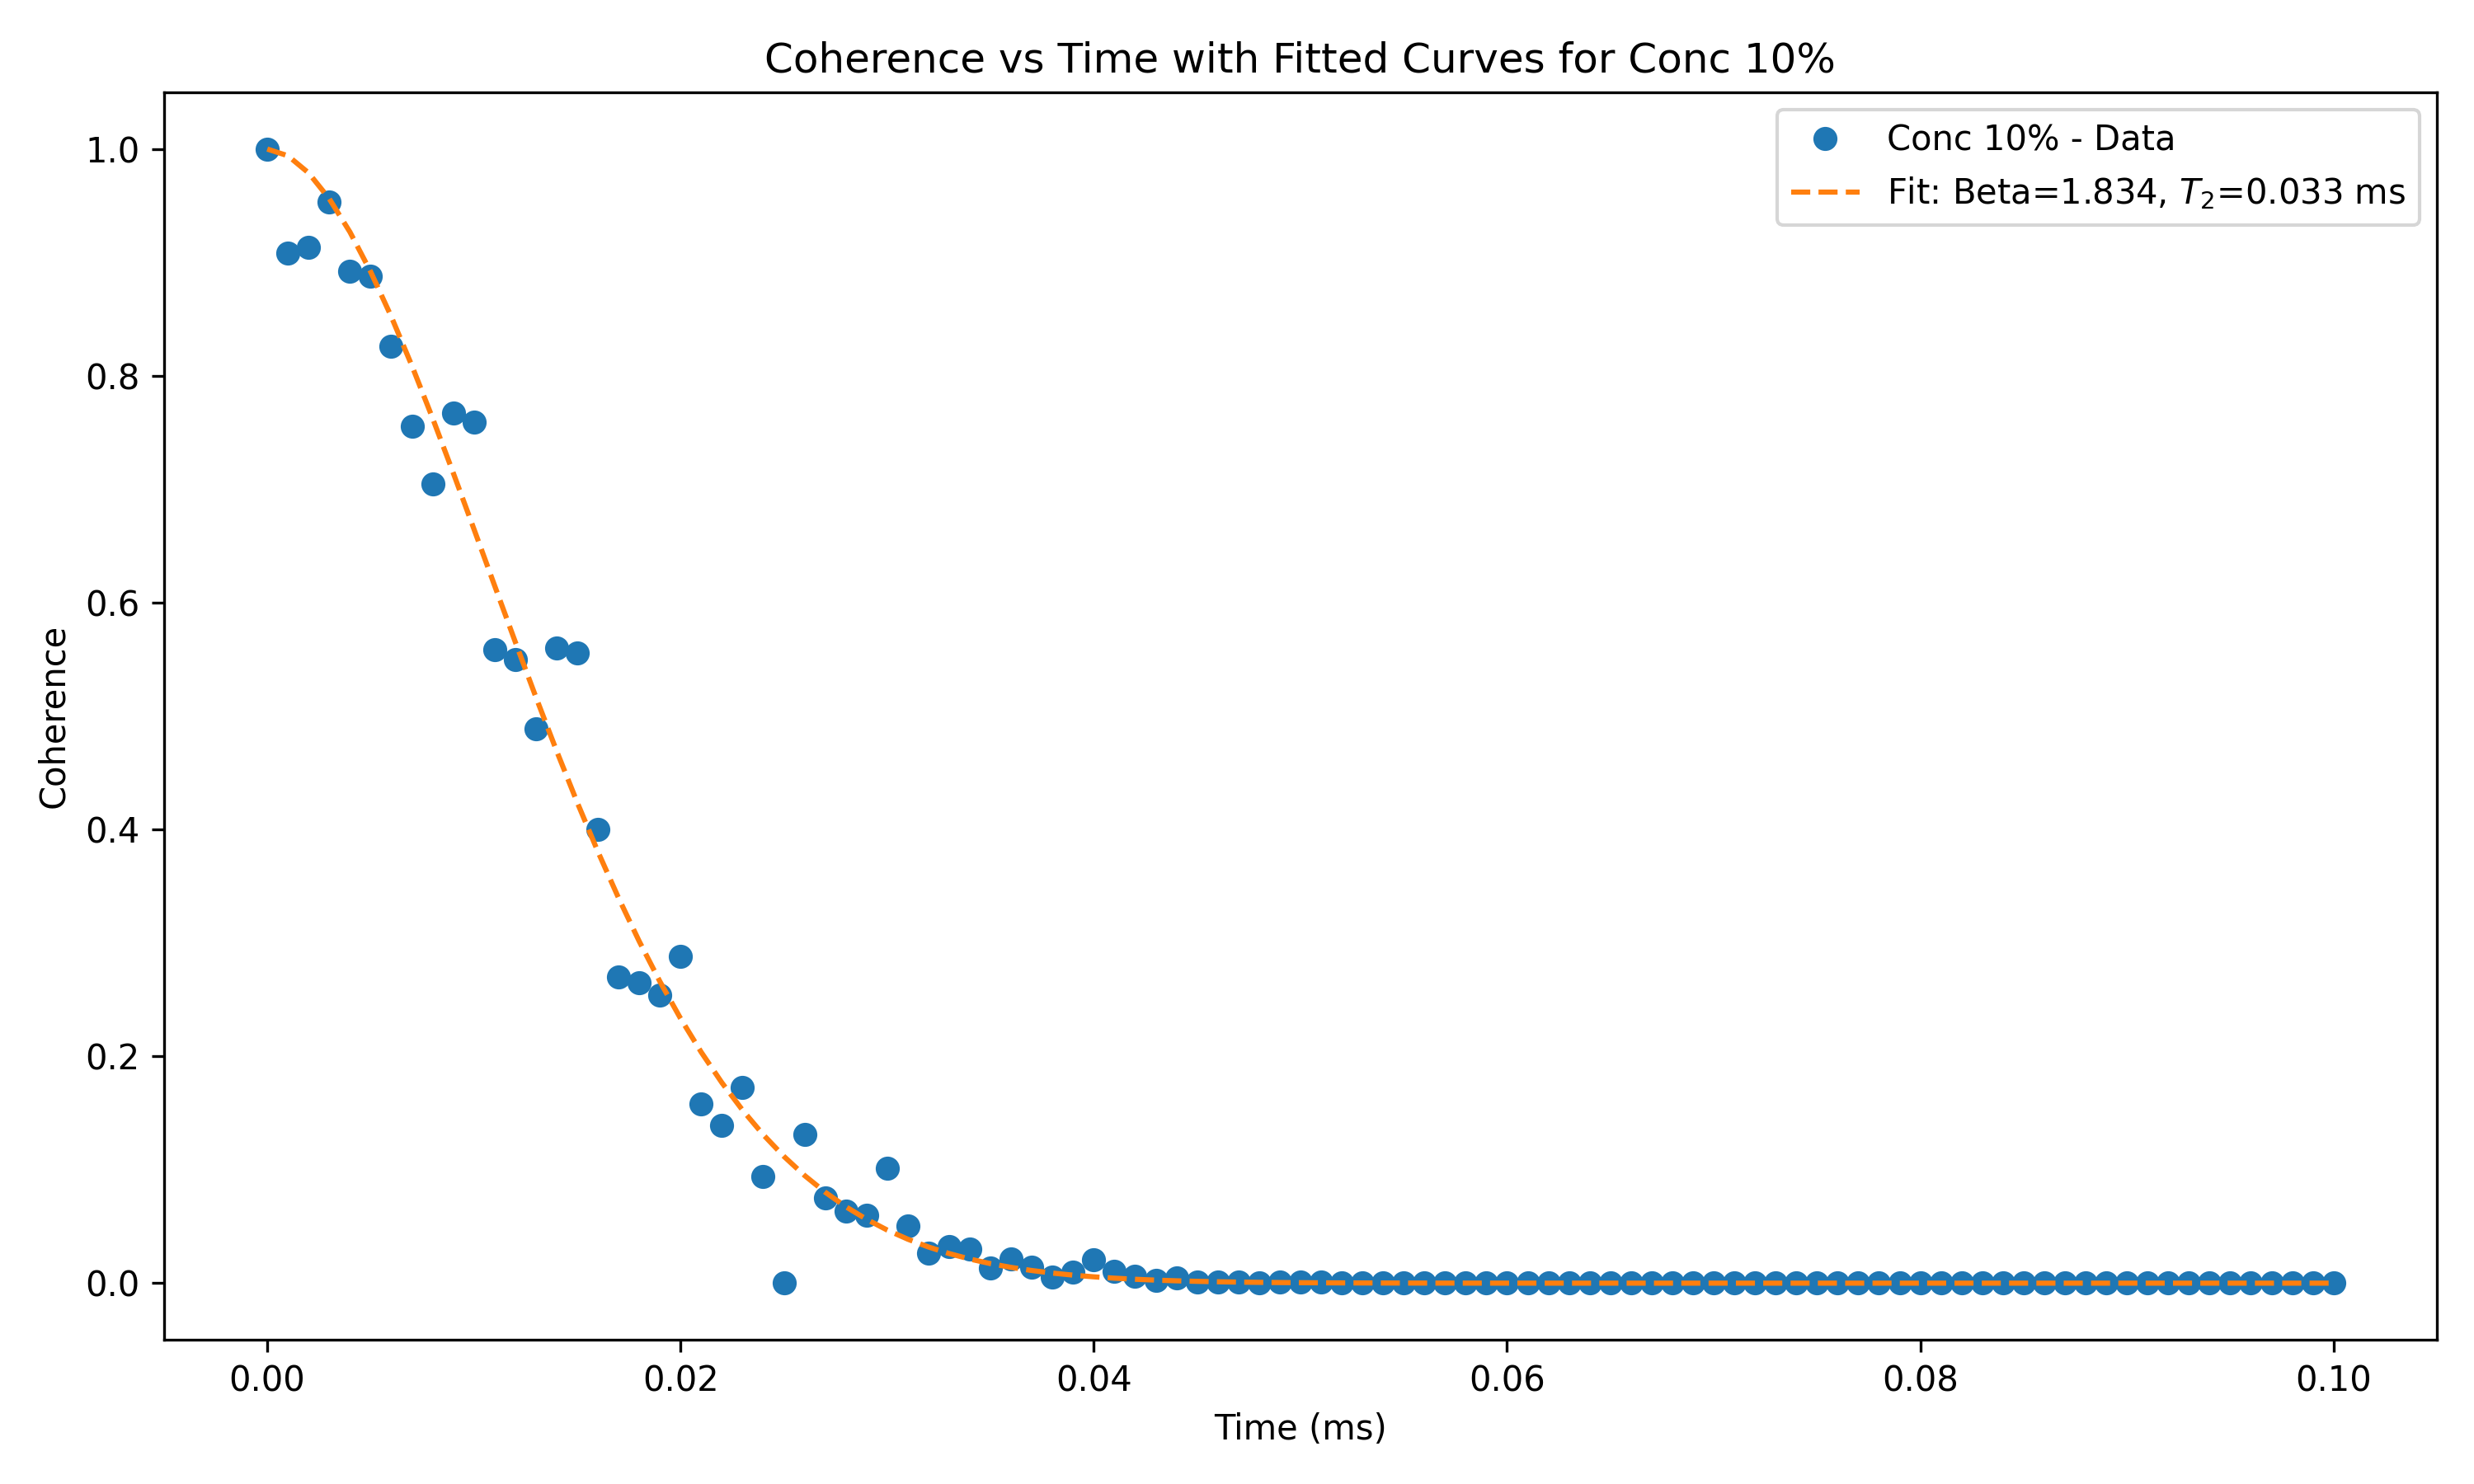 Coherence vs Time with Fitted Curves for Conc 10%
Conc 10% - Data
Fit: Beta=1.834, T₂=0.033 ms
Coherence
1.0
0.8
0.6
0.4
0.2
0.0
0.00 0.02 0.04 0.06 0.08 0.10
Time (ms)